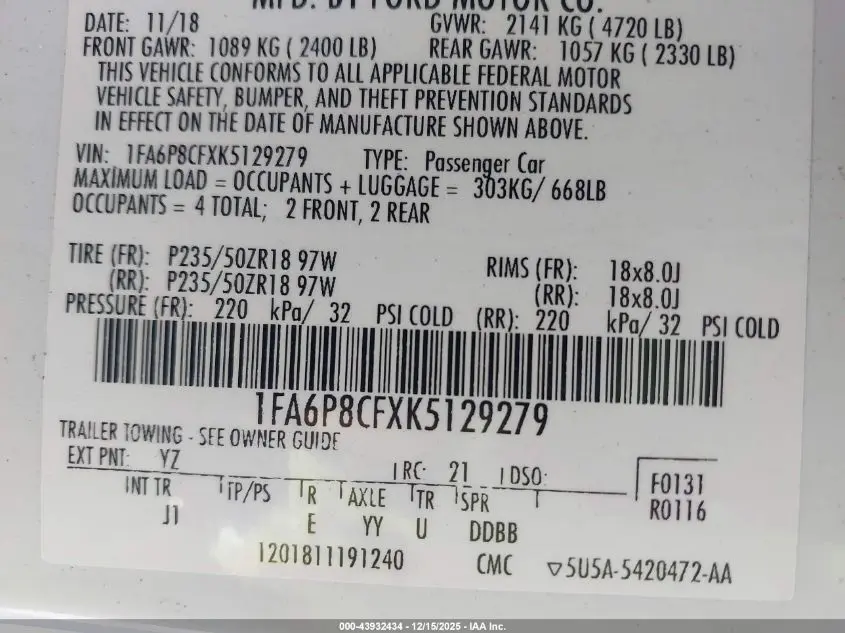 MFD. BY FORD MOTOR CO.
DATE: 11/18 GVWR: 2141 KG ( 4720 LB)
FRONT GAWR: 1089 KG ( 2400 LB) REAR GAWR: 1057 KG ( 2330 LB)
THIS VEHICLE CONFORMS TO ALL APPLICABLE FEDERAL MOTOR
VEHICLE SAFETY, BUMPER, AND THEFT PREVENTION STANDARDS
IN EFFECT ON THE DATE OF MANUFACTURE SHOWN ABOVE.
VIN: 1FA6P8CFXK5129279 TYPE: Passenger Car
MAXIMUM LOAD = OCCUPANTS + LUGGAGE = 303KG/ 668LB
OCCUPANTS = 4 TOTAL; 2 FRONT, 2 REAR
TIRE (FR): P235/50ZR18 97W RIMS (FR): 18x8.0J
(RR): P235/50ZR18 97W (RR): 18x8.0J
PRESSURE (FR): 220 kPa/ 32 PSI COLD (RR): 220 kPa/ 32 PSI COLD
1FA6P8CFXK5129279
TRAILER TOWING - SEE OWNER GUIDE
EXT PNT: YZ RC: 21 DSO:
F0131
INT TR TP/PS R AXLE TR SPR
R0116
J1 E YY U DDBB
1201811191240 CMC ▽5U5A-5420472-AA
000-43932434 - 12/15/2025 - IAA Inc.